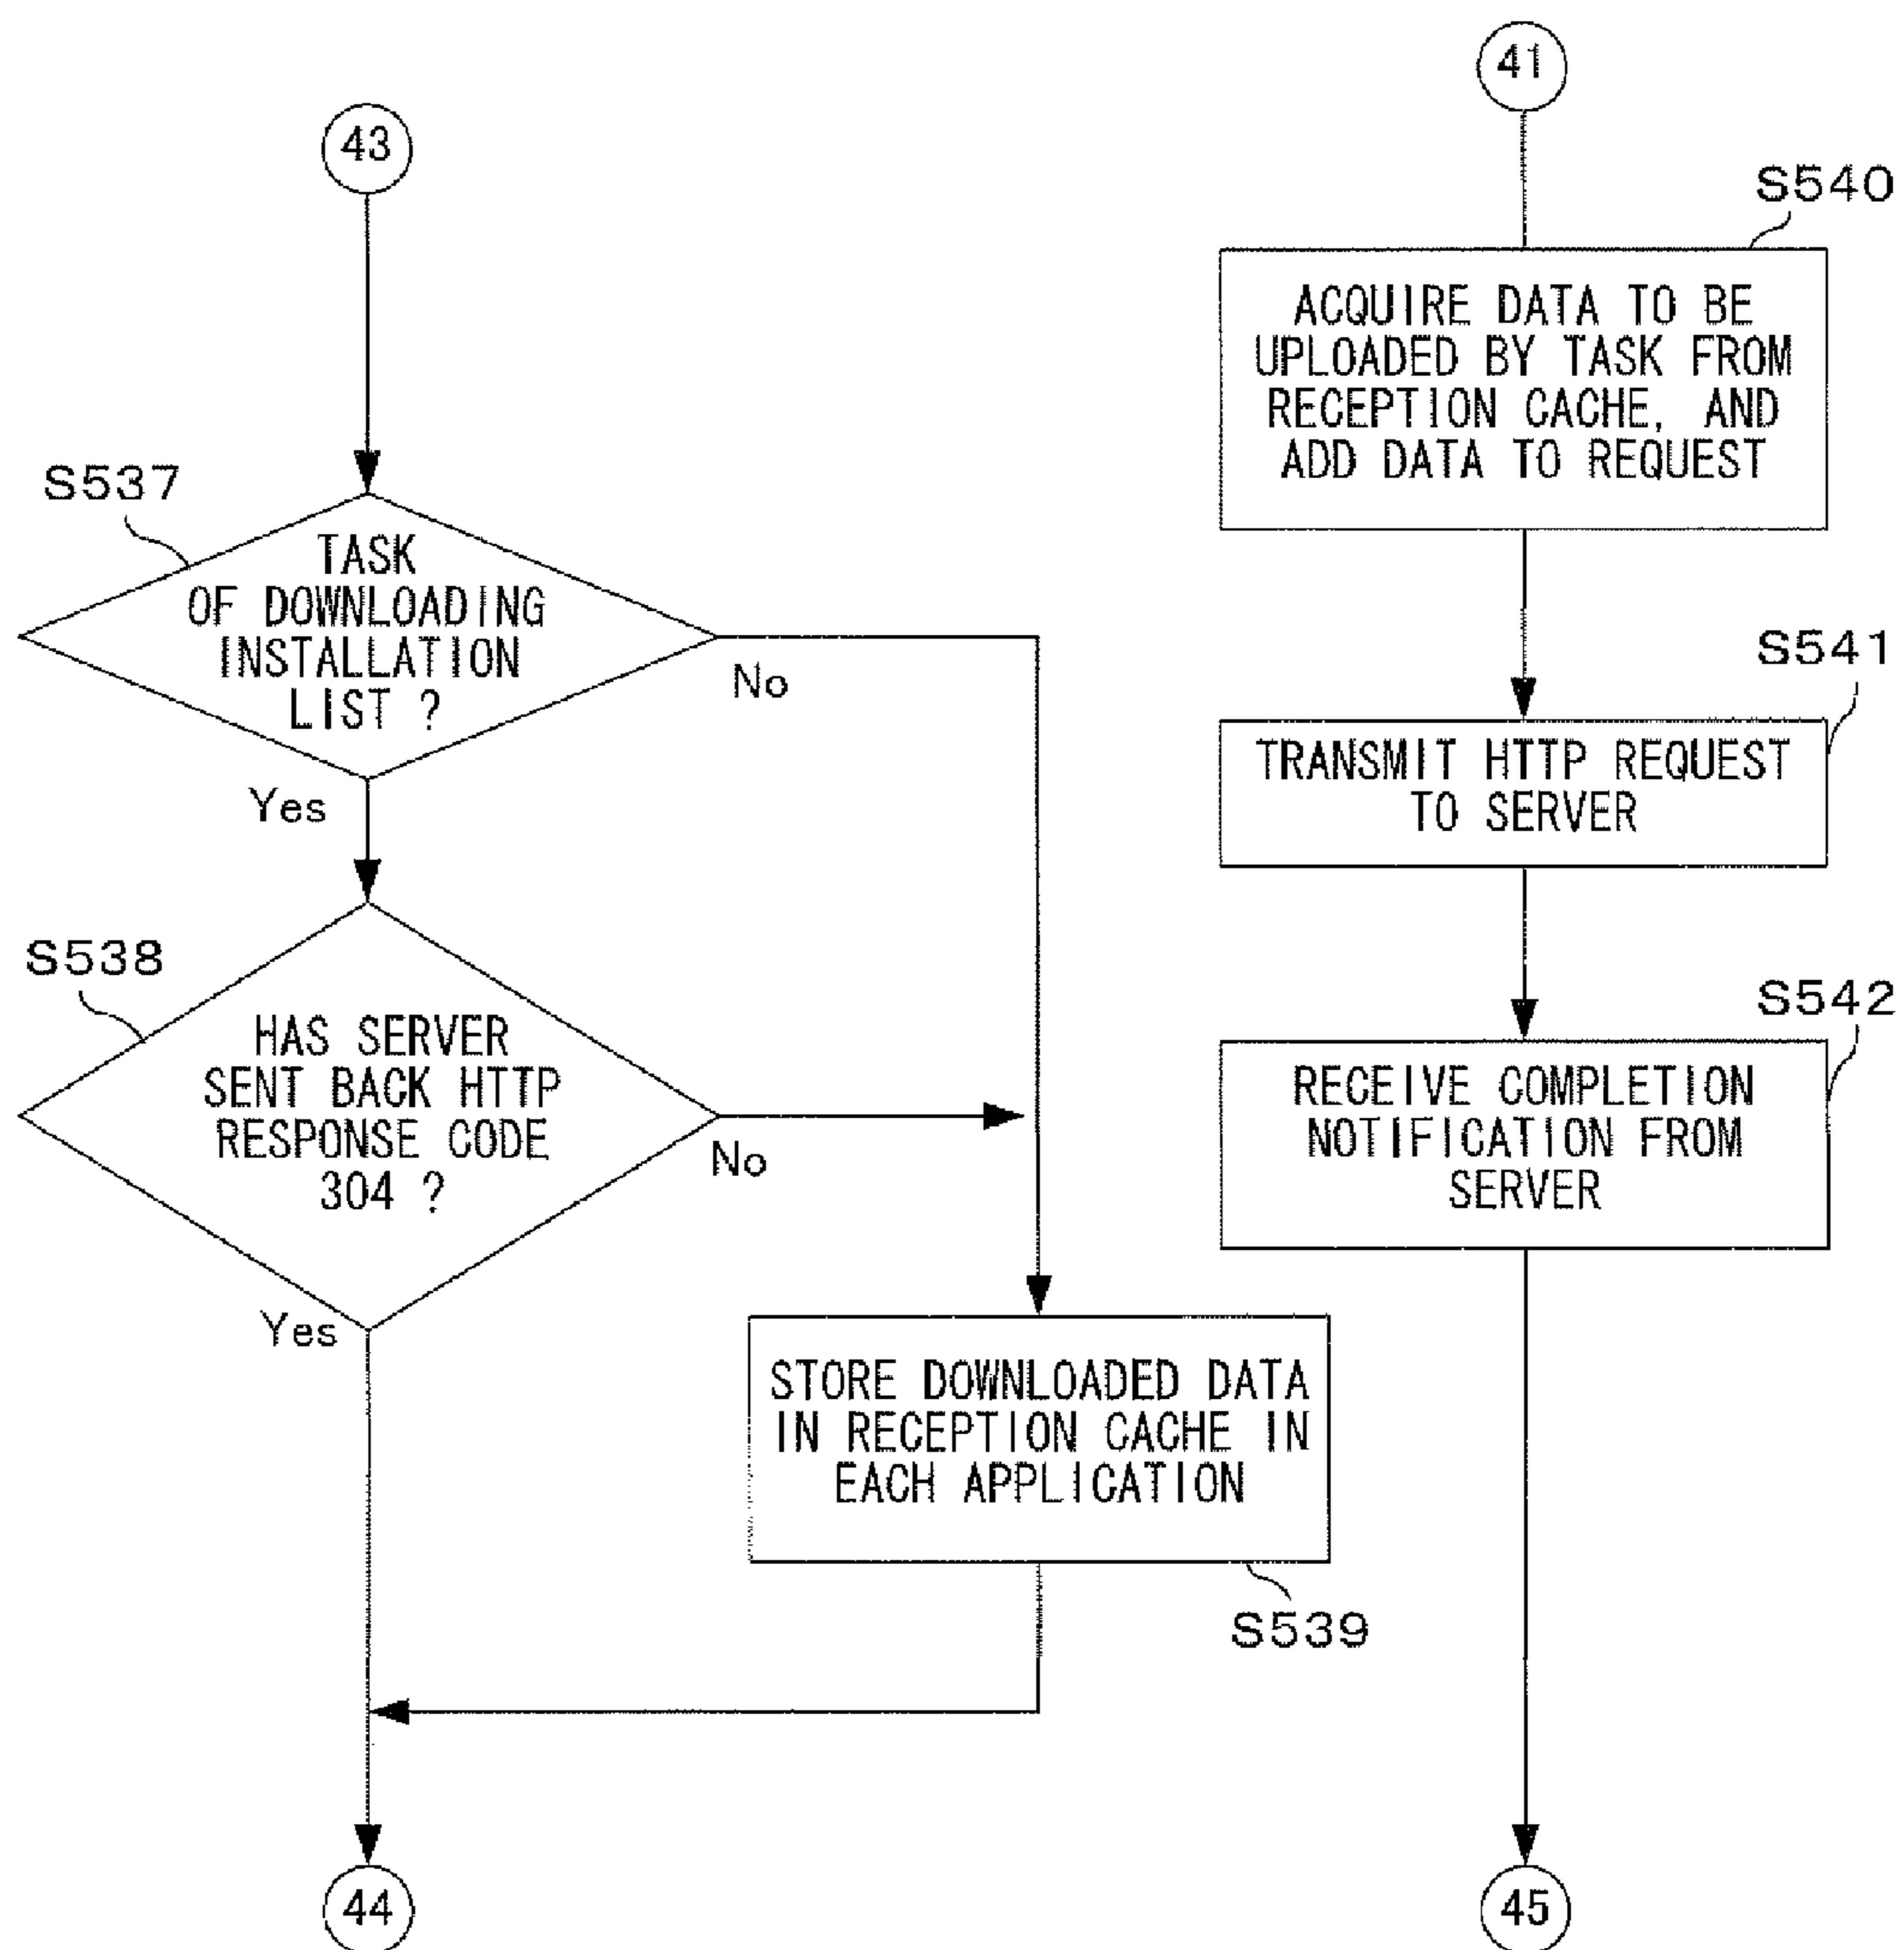 43
S537
TASK
OF DOWNLOADING
INSTALLATION
LIST ?
No
Yes
S538
HAS SERVER
SENT BACK HTTP
RESPONSE CODE
304 ?
No
Yes
STORE DOWNLOADED DATA
IN RECEPTION CACHE IN
EACH APPLICATION
S539
44
41
S540
ACQUIRE DATA TO BE
UPLOADED BY TASK FROM
RECEPTION CACHE, AND
ADD DATA TO REQUEST
S541
TRANSMIT HTTP REQUEST
TO SERVER
S542
RECEIVE COMPLETION
NOTIFICATION FROM
SERVER
45